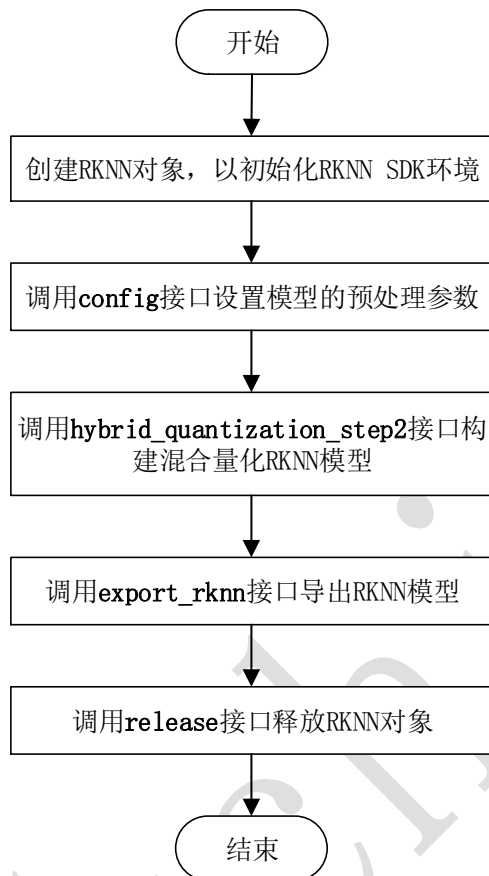 开始
创建RKNN对象，以初始化RKNN SDK环境
调用config接口设置模型的预处理参数
调用hybrid_quantization_step2接口构
建混合量化RKNN模型
调用export_rknn接口导出RKNN模型
调用release接口释放RKNN对象
结束